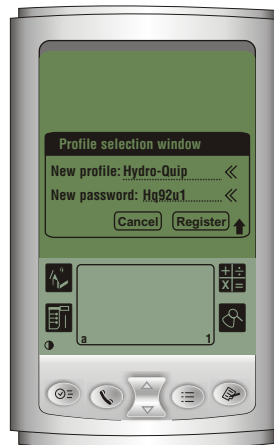 Profile selection window
New profile: Hydro-Quip
New password: Hq92u1
Cancel Register
a 1